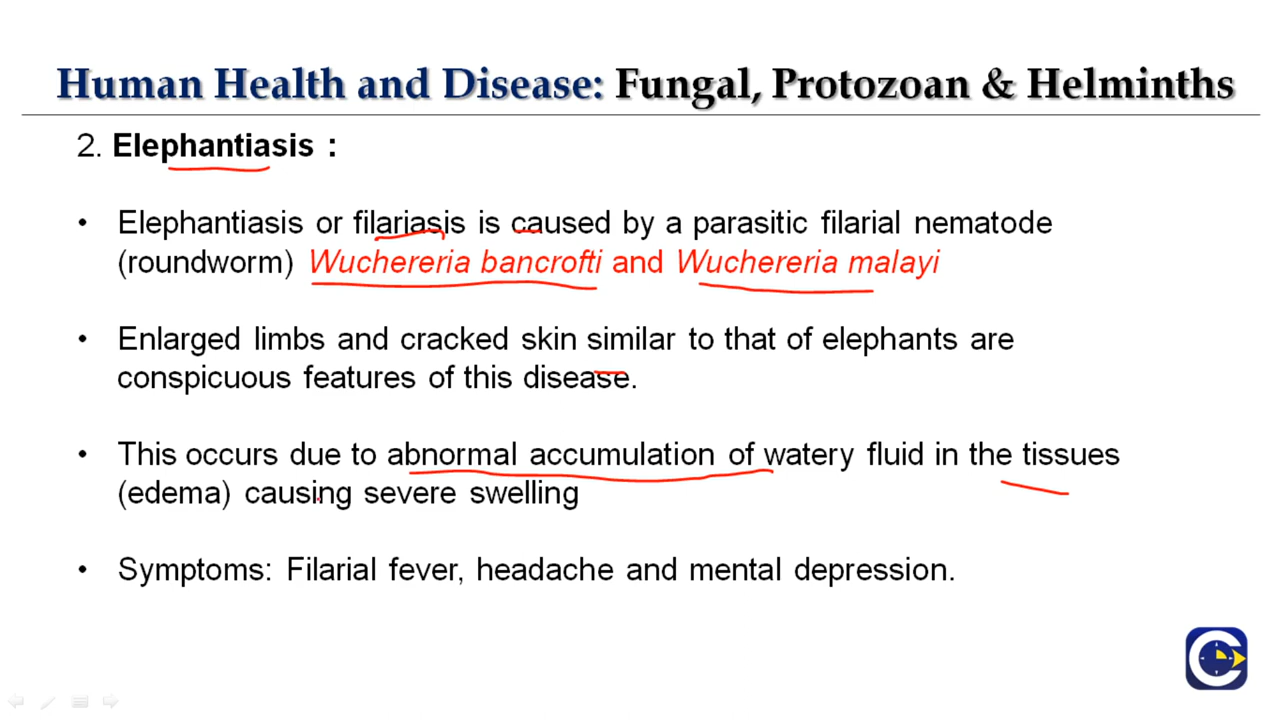 Human Health and Disease: Fungal, Protozoan & Helminths
2. Elephantiasis :
• Elephantiasis or filariasis is caused by a parasitic filarial nematode
(roundworm) Wuchereria bancrofti and Wuchereria malayi
• Enlarged limbs and cracked skin similar to that of elephants are
conspicuous features of this disease.
• This occurs due to abnormal accumulation of watery fluid in the tissues
(edema) causing severe swelling
• Symptoms: Filarial fever, headache and mental depression.